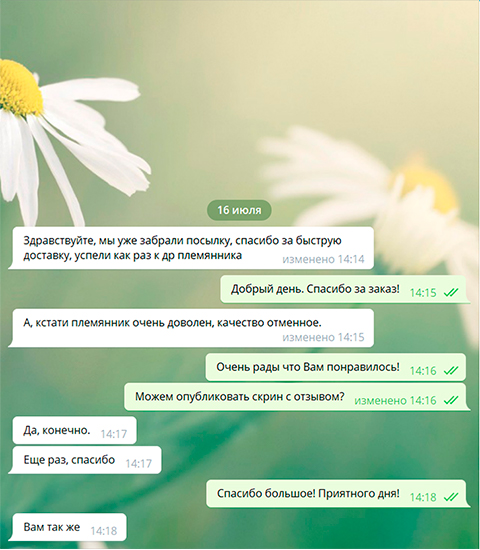 16 июля
Здравствуйте, мы уже забрали посылку, спасибо за быструю
доставку, успели как раз к др племянника
изменено 14:14
Добрый день. Спасибо за заказ! 14:15
А, кстати племянник очень доволен, качество отменное.
изменено 14:15
Очень рады что Вам понравилось! 14:16
Можем опубликовать скрин с отзывом? изменено 14:16
Да, конечно. 14:17
Еще раз, спасибо 14:17
Спасибо большое! Приятного дня! 14:18
Вам так же 14:18